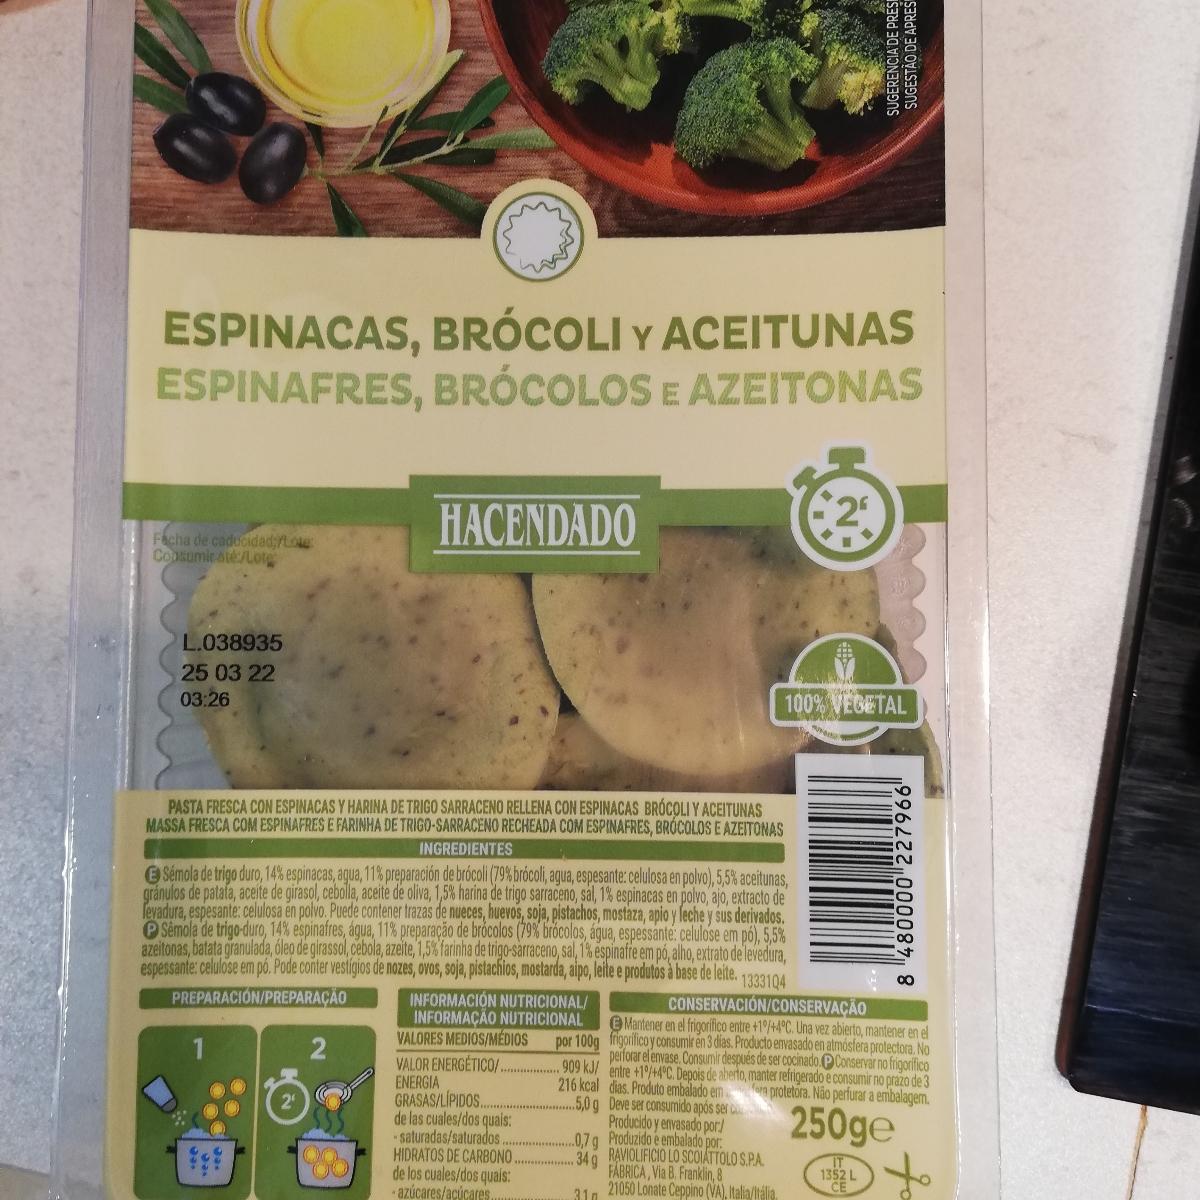 SUGERENCIA DE PRES
SUGESTÃO DE APRES
ESPINACAS, BRÓCOLI Y ACEITUNAS
ESPINAFRES, BRÓCOLOS E AZEITONAS
HACENDADO
2'
Fecha de caducidad:/Lote:
Consumir até:/Lote:
L.038935
25 03 22
03:26
100% VEGETAL
PASTA FRESCA CON ESPINACAS Y HARINA DE TRIGO SARRACENO RELLENA CON ESPINACAS BRÓCOLI Y ACEITUNAS
MASSA FRESCA COM ESPINAFRES E FARINHA DE TRIGO-SARRACENO RECHEADA COM ESPINAFRES, BRÓCOLOS E AZEITONAS
INGREDIENTES
E Sémola de trigo duro, 14% espinacas, agua, 11% preparación de brócoli (79% brócoli, agua, espesante: celulosa en polvo), 5,5% aceitunas,
gránulos de patata, aceite de girasol, cebolla, aceite de oliva, 1,5% harina de trigo sarraceno, sal, 1% espinacas en polvo, ajo, extracto de
levadura, espesante: celulosa en polvo. Puede contener trazas de nueces, huevos, soja, pistachos, mostaza, apio y leche y sus derivados.
P Sêmola de trigo-duro, 14% espinafres, água, 11% preparação de brócolos (79% brócolos, água, espessante: celulose em pó), 5,5%
azeitonas, batata granulada, óleo de girassol, cebola, azeite, 1,5% farinha de trigo-sarraceno, sal, 1% espinafre em pó, alho, extrato de levedura,
espessante: celulose em pó. Pode conter vestígios de nozes, ovos, soja, pistachios, mostarda, aipo, leite e produtos à base de leite. 13331Q4
8 480000 227966
PREPARACIÓN/PREPARAÇÃO
1
2
2'
INFORMACIÓN NUTRICIONAL/
INFORMAÇÃO NUTRICIONAL
VALORES MEDIOS/MÉDIOS por 100g
VALOR ENERGÉTICO/ 909 kJ/
ENERGIA 216 kcal
GRASAS/LÍPIDOS 5,0 g
de las cuales/dos quais:
- saturadas/saturados 0,7 g
HIDRATOS DE CARBONO 34 g
de los cuales/dos quais:
- azúcares/açúcares 3,1 g
CONSERVACIÓN/CONSERVAÇÃO
E Mantener en el frigorífico entre +1º/+4ºC. Una vez abierto, mantener en el
frigorífico y consumir en 3 días. Producto envasado en atmósfera protectora. No
perforar el envase. Consumir después de ser cocinado. P Conservar no frigorífico
entre +1º/+4ºC. Depois de aberto, manter refrigerado e consumir no prazo de 3
dias. Produto embalado em protetora. Não perfurar a embalagem.
Deve ser consumido após ser
Producido y envasado por:/
Produzido e embalado por:
RAVIOLIFICIO LO SCOIATTOLO S.P.A.
FÁBRICA, Via B. Franklin, 8
21050 Lonate Ceppino (VA), Italia/Itália.
250g e
IT
1352 L
CE